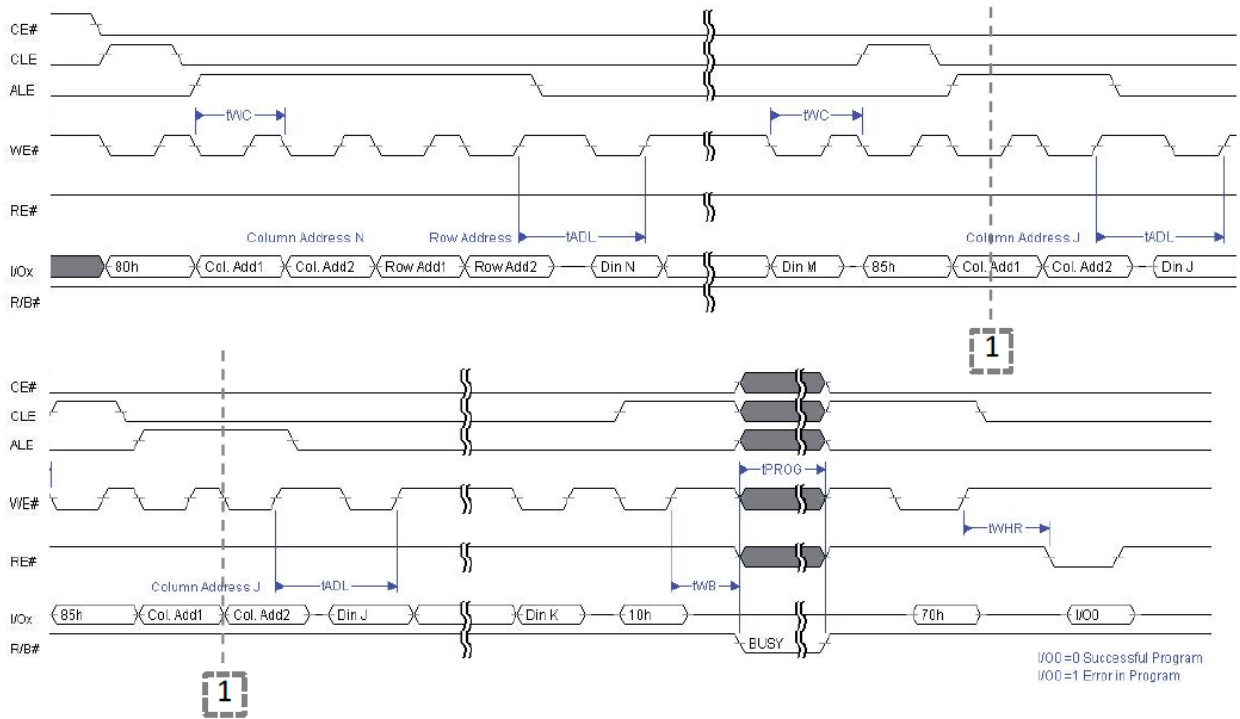 CE#
CLE
ALE
tWC
tWC
WE#
RE#
Column Address N
Row Address
tADL
Column Address J
tADL
I/Ox
80h
Col. Add1
Col. Add2
Row Add1
Row Add2
Din N
Din M
85h
Col. Add1
Col. Add2
Din J
R/B#
1
CE#
CLE
ALE
tPROG
WE#
tWHR
RE#
Column Address J
tADL
tWB
I/Ox
85h
Col. Add1
Col. Add2
Din J
Din K
10h
70h
I/O0
R/B#
BUSY
I/O0=0 Successful Program
I/O0=1 Error in Program
1